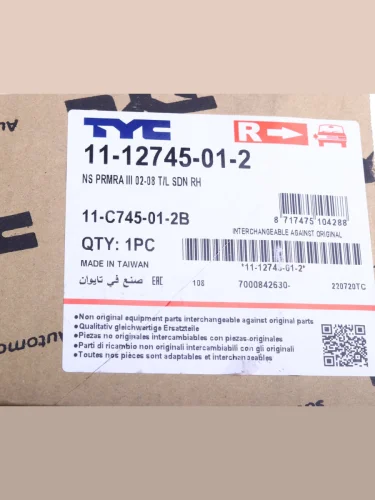 TYC
R
11-12745-01-2
NS PRMRA III 02-08 T/L SDN RH
8 717475 104288
11-C745-01-2B
INTERCHANGEABLE AGAINST ORIGINAL
QTY: 1PC
MADE IN TAIWAN
*11-12745-01-2*
صنع في تايوان EAC 108 7000842630- 220720TC
●Non original equipment parts interchangeable against original parts
●Qualitativ gleichwertige Ersatzteile
●Piezas no originales intercambiables con piezas originales
●Parti di ricambio non originali intercambiabili con gli originali
●Toutes nos pièces sont adaptables et interchangeables
Automo